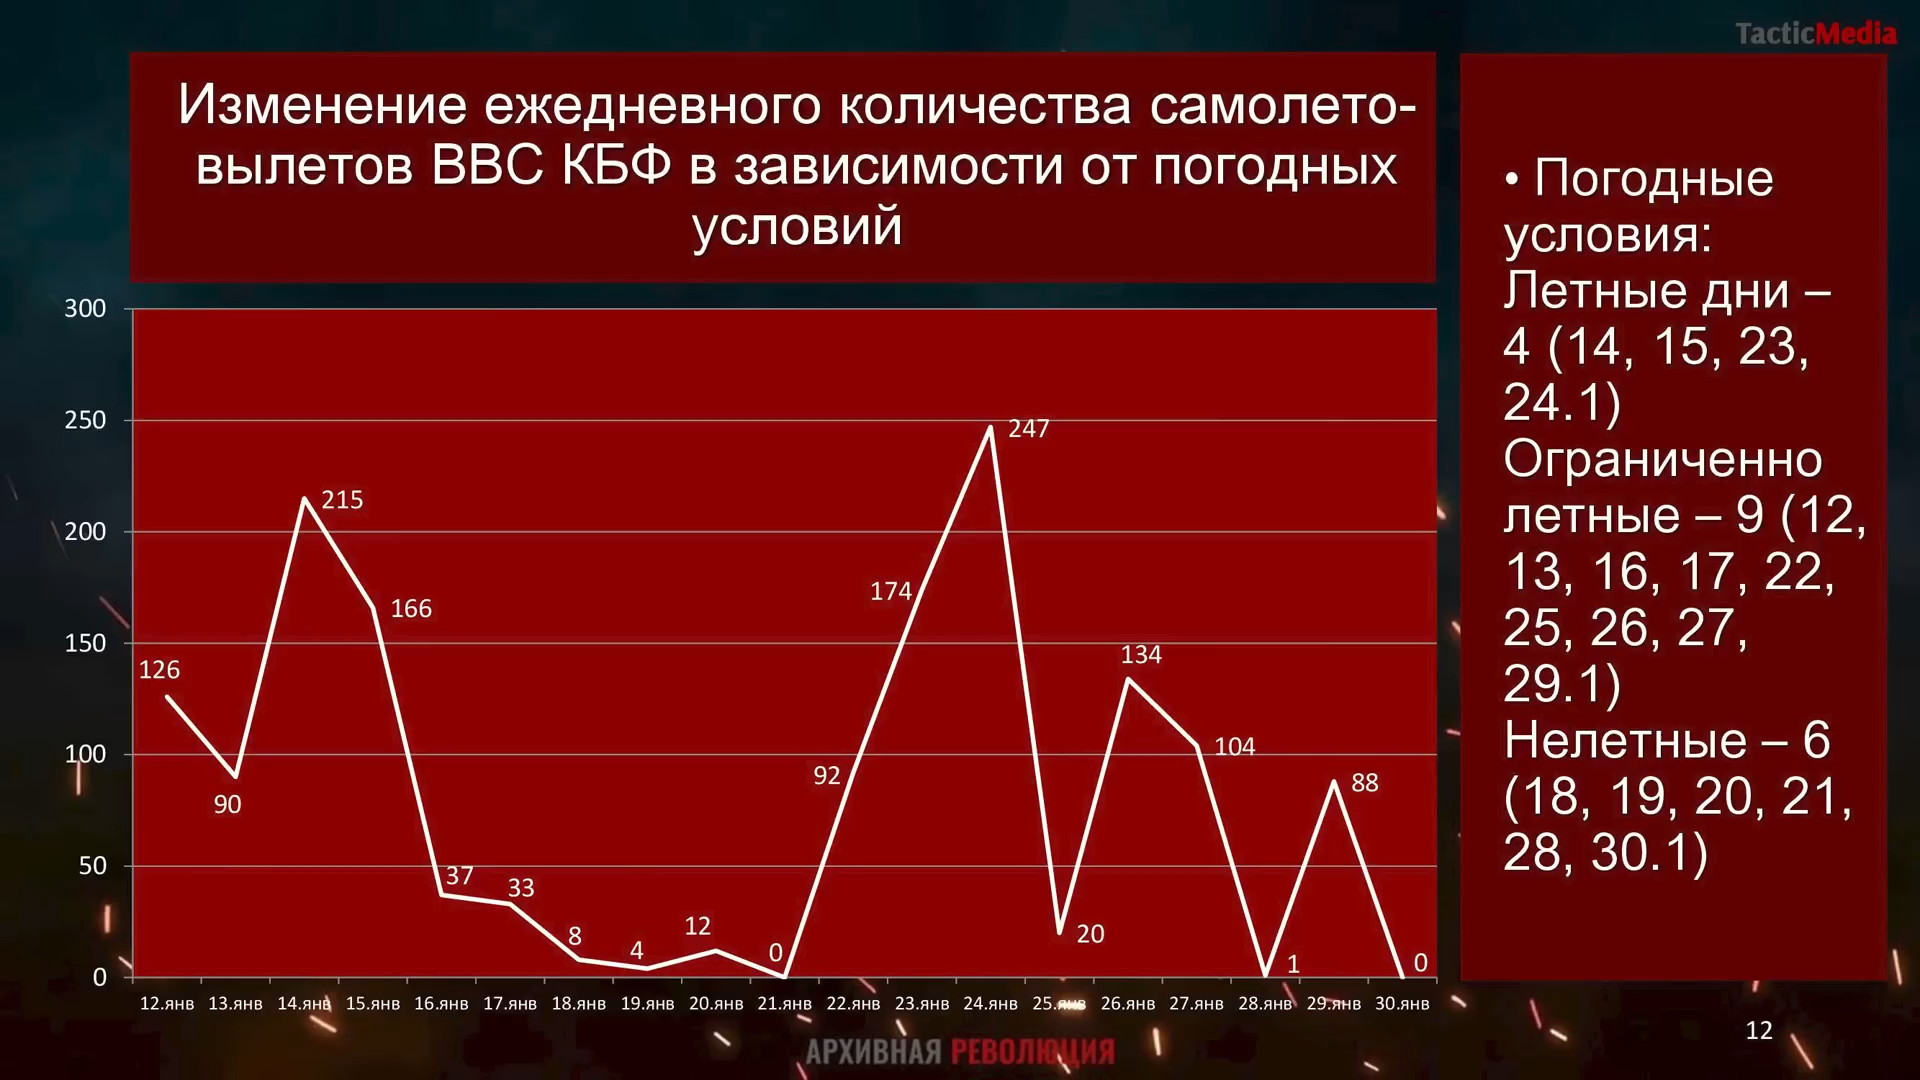 TacticMedia
Изменение ежедневного количества самолето-
вылетов ВВС КБФ в зависимости от погодных
условий
• Погодные
условия:
Летные дни –
4 (14, 15, 23,
24.1)
Ограниченно
летные – 9 (12,
13, 16, 17, 22,
25, 26, 27,
29.1)
Нелетные – 6
(18, 19, 20, 21,
28, 30.1)
300
250
200
150
100
50
0
126
90
215
166
37
33
8
4
12
0
92
174
247
20
134
104
1
88
0
12.янв 13.янв 14.янв 15.янв 16.янв 17.янв 18.янв 19.янв 20.янв 21.янв 22.янв 23.янв 24.янв 25.янв 26.янв 27.янв 28.янв 29.янв 30.янв
12
АРХИВНАЯ РЕВОЛЮЦИЯ